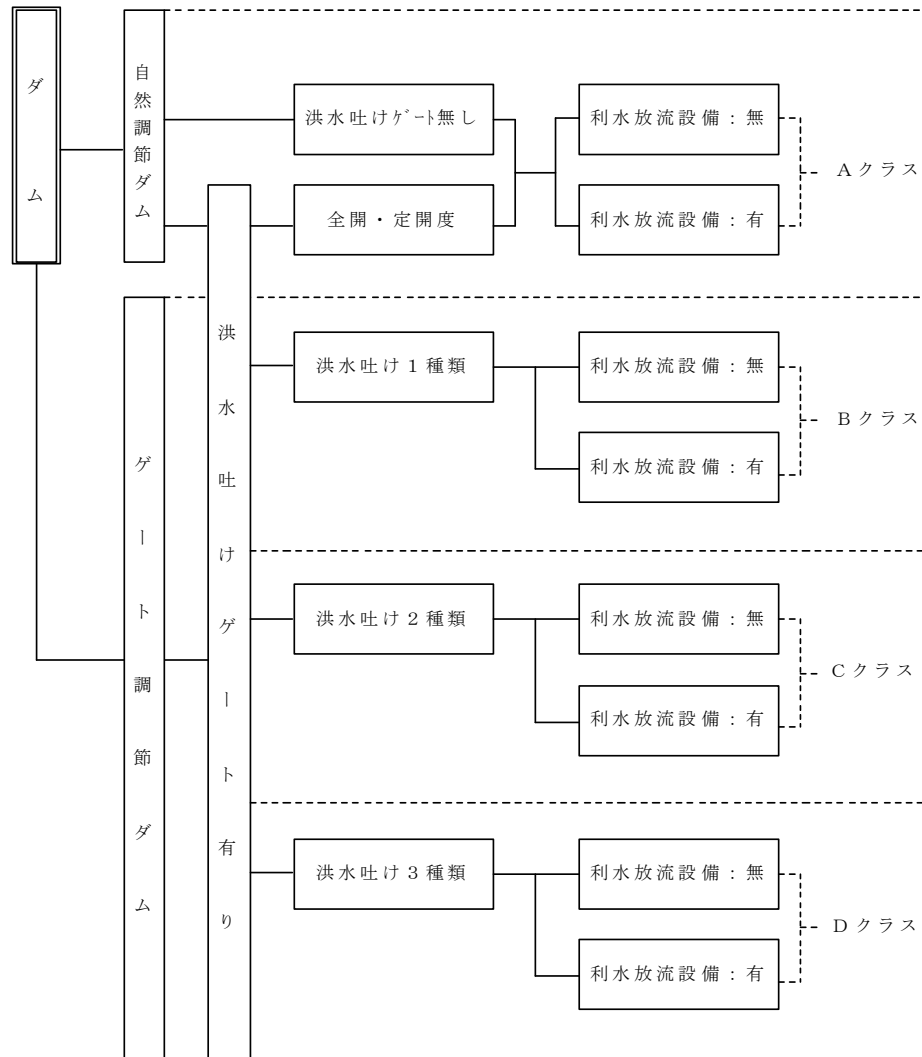 ダム
自然調節ダム
洪水吐けｹﾞｰﾄ無し
利水放流設備：無
Aクラス
全開・定開度
利水放流設備：有
ゲート調節ダム
洪水吐けゲート有り
洪水吐け１種類
利水放流設備：無
Bクラス
利水放流設備：有
洪水吐け２種類
利水放流設備：無
Cクラス
利水放流設備：有
洪水吐け３種類
利水放流設備：無
Dクラス
利水放流設備：有